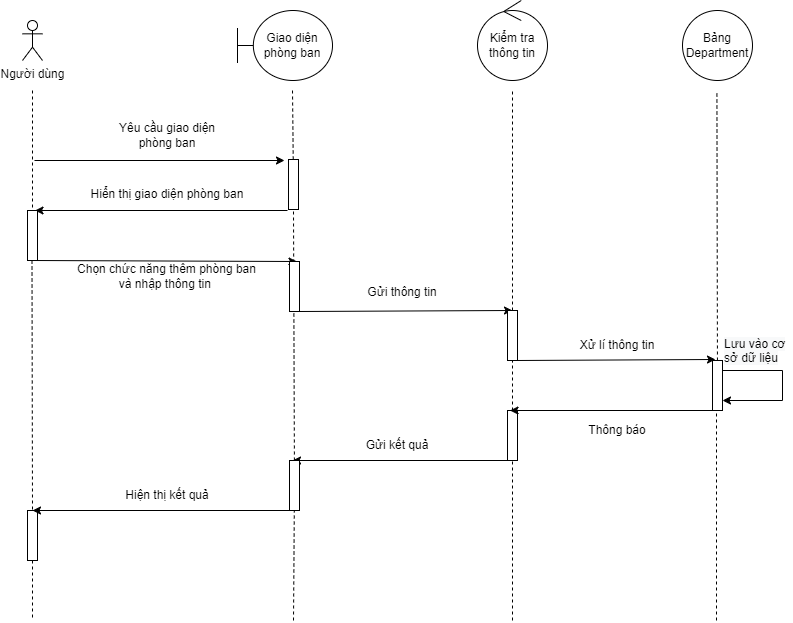 Người dùng
Giao diện
phòng ban
Kiểm tra
thông tin
Bảng
Department
Yêu cầu giao diện
phòng ban
Hiển thị giao diện phòng ban
Chọn chức năng thêm phòng ban
và nhập thông tin
Gửi thông tin
Xử lí thông tin
Lưu vào cơ
sở dữ liệu
Thông báo
Gửi kết quả
Hiện thị kết quả